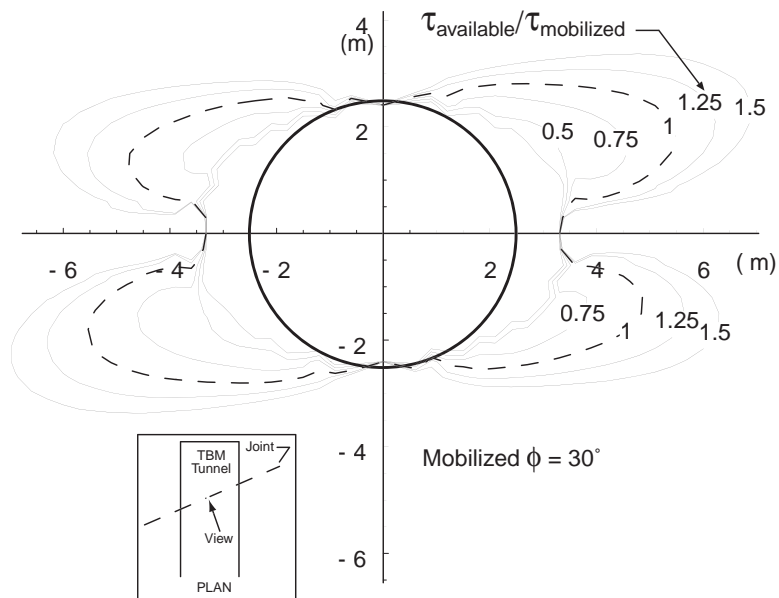 4
(m)
τavailable/τmobilized
1.25
1.5
1
0.5
0.75
2
- 6
- 4
- 2
2
4
6
( m)
0.75
1
1.25
1.5
- 2
- 4
- 6
Mobilized ϕ = 30°
TBM
Tunnel
Joint
View
PLAN